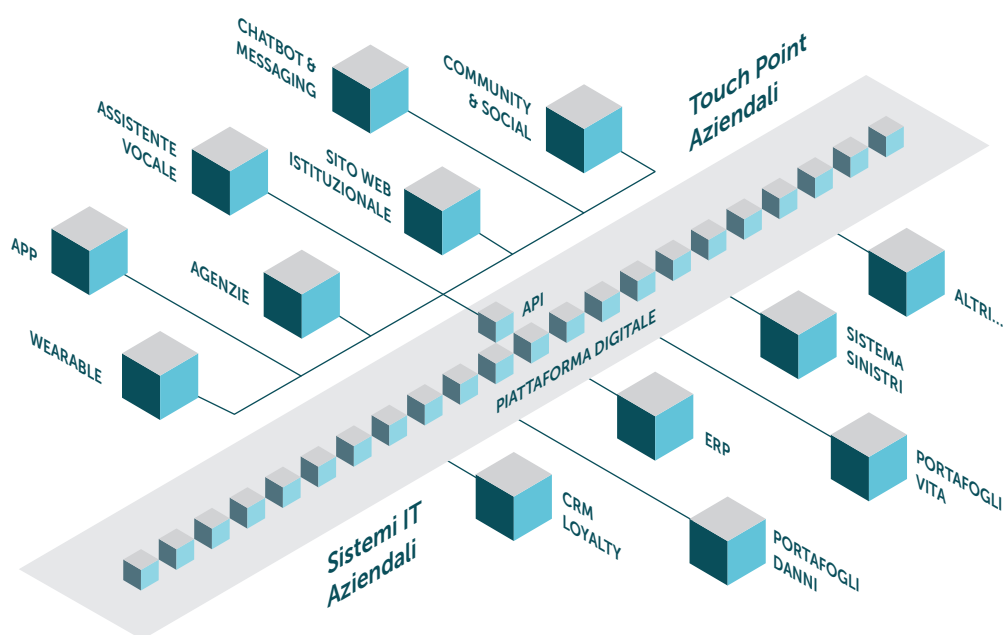 CHATBOT &
MESSAGING
COMMUNITY
& SOCIAL
Touch Point
Aziendali
ASSISTENTE
VOCALE
SITO WEB
ISTITUZIONALE
APP
AGENZIE
WEARABLE
API
PIATTAFORMA DIGITALE
ALTRI...
SISTEMA
SINISTRI
ERP
PORTAFOGLI
VITA
CRM
LOYALTY
PORTAFOGLI
DANNI
Sistemi IT
Aziendali